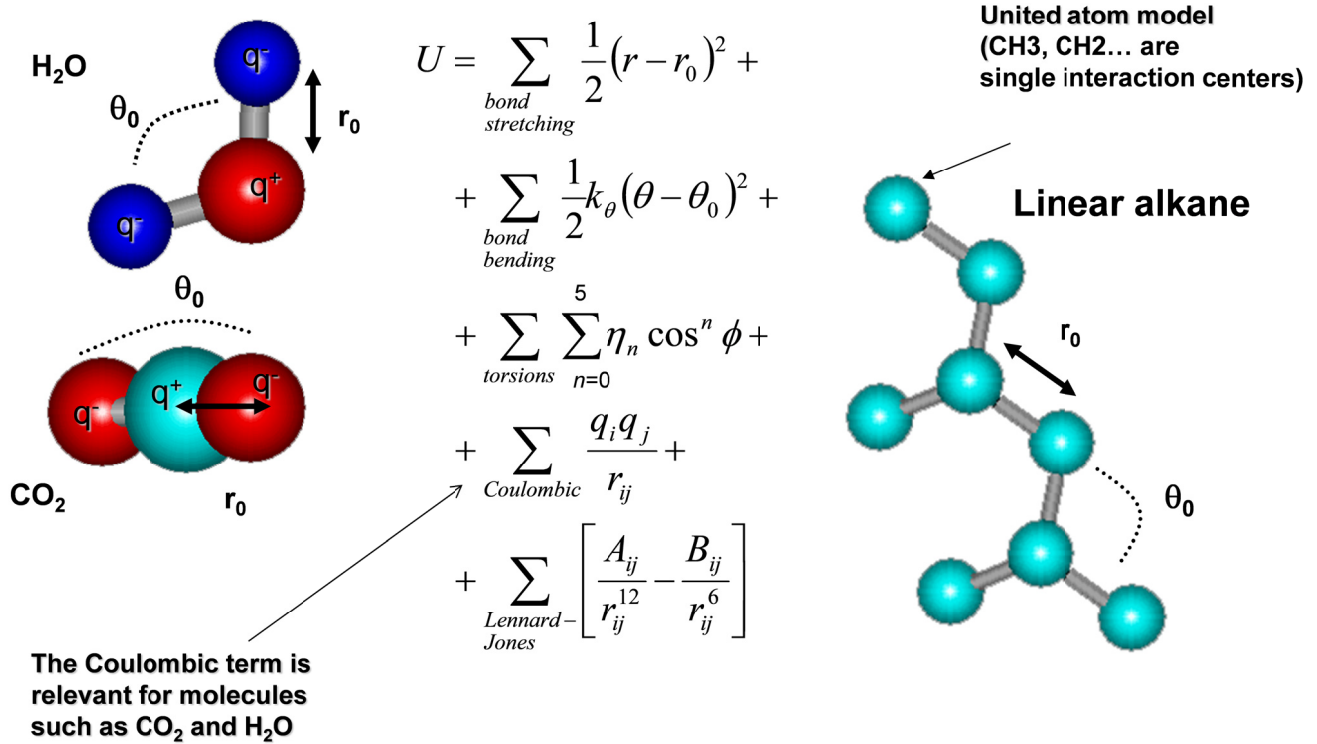 H₂O
q⁻
θ₀
r₀
q⁺
q⁻
θ₀
q⁻
q⁺
q⁻
CO₂
r₀
The Coulombic term is
relevant for molecules
such as CO₂ and H₂O
U = ∑ 1/2 (r − r₀)² +
bond
stretching
+ ∑ 1/2 k_θ (θ − θ₀)² +
bond
bending
+ ∑ ∑ ηₙ cosⁿ ϕ +
5
torsions n=0
+ ∑ qᵢqⱼ / rᵢⱼ +
Coulombic
+ ∑ [ Aᵢⱼ / rᵢⱼ¹² − Bᵢⱼ / rᵢⱼ⁶ ]
Lennard−
Jones
United atom model
(CH3, CH2... are
single interaction centers)
Linear alkane
r₀
θ₀